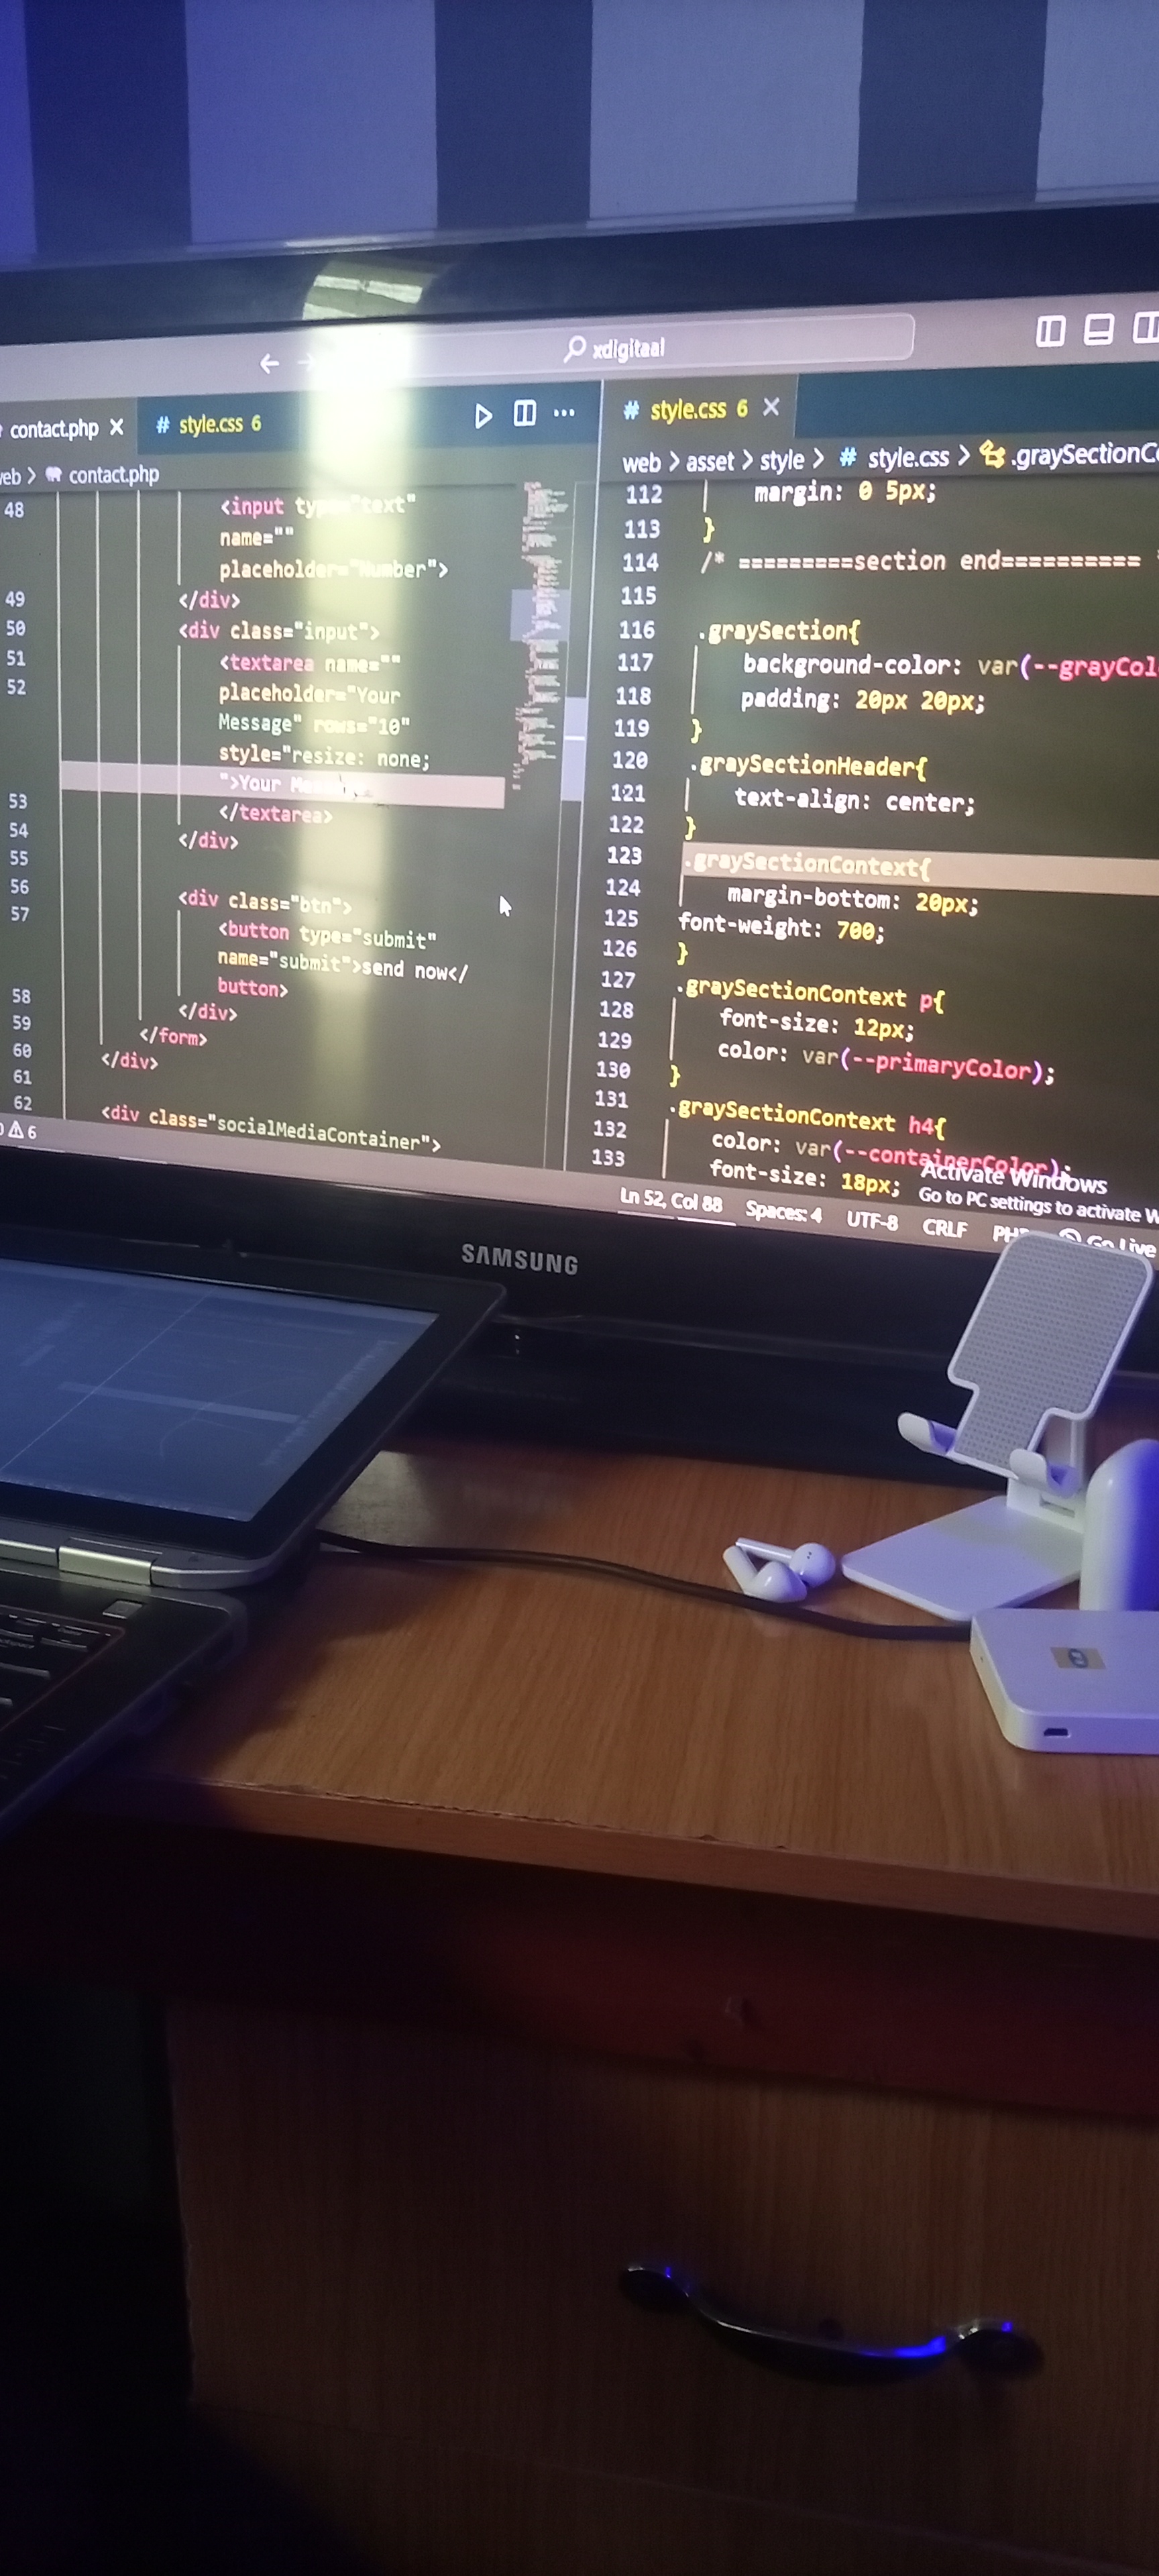 xdigitaal
contact.php
# style.css 6
eb > contact.php
48 <input type="text"
name=""
placeholder="Number">
49 </div>
50 <div class="input">
51 <textarea name=""
52 placeholder="Your
Message" rows="10"
style="resize: none;
">Your
53 </textarea>
54 </div>
55
56 <div class="btn">
57 <button type="submit"
name="submit">send now</
button>
58 </div>
59 </form>
60 </div>
61
62 <div class="socialMediaContainer">
6
# style.css 6
web > asset > style > # style.css > .graySectionC
112 margin: 0 5px;
113 }
114 /* =========section end==========
115
116 .graySection{
117 background-color: var(--grayCol
118 padding: 20px 20px;
119 }
120 .graySectionHeader{
121 text-align: center;
122 }
123 .graySectionContext{
124 margin-bottom: 20px;
125 font-weight: 700;
126 }
127 .graySectionContext p{
128 font-size: 12px;
129 color: var(--primaryColor);
130 }
131 .graySectionContext h4{
132 color: var(--containerColor);
133 font-size: 18px;
Activate Windows
Go to PC settings to activate W
Ln 52, Col 88 Spaces: 4 UTF-8 CRLF PH Go Live
SAMSUNG